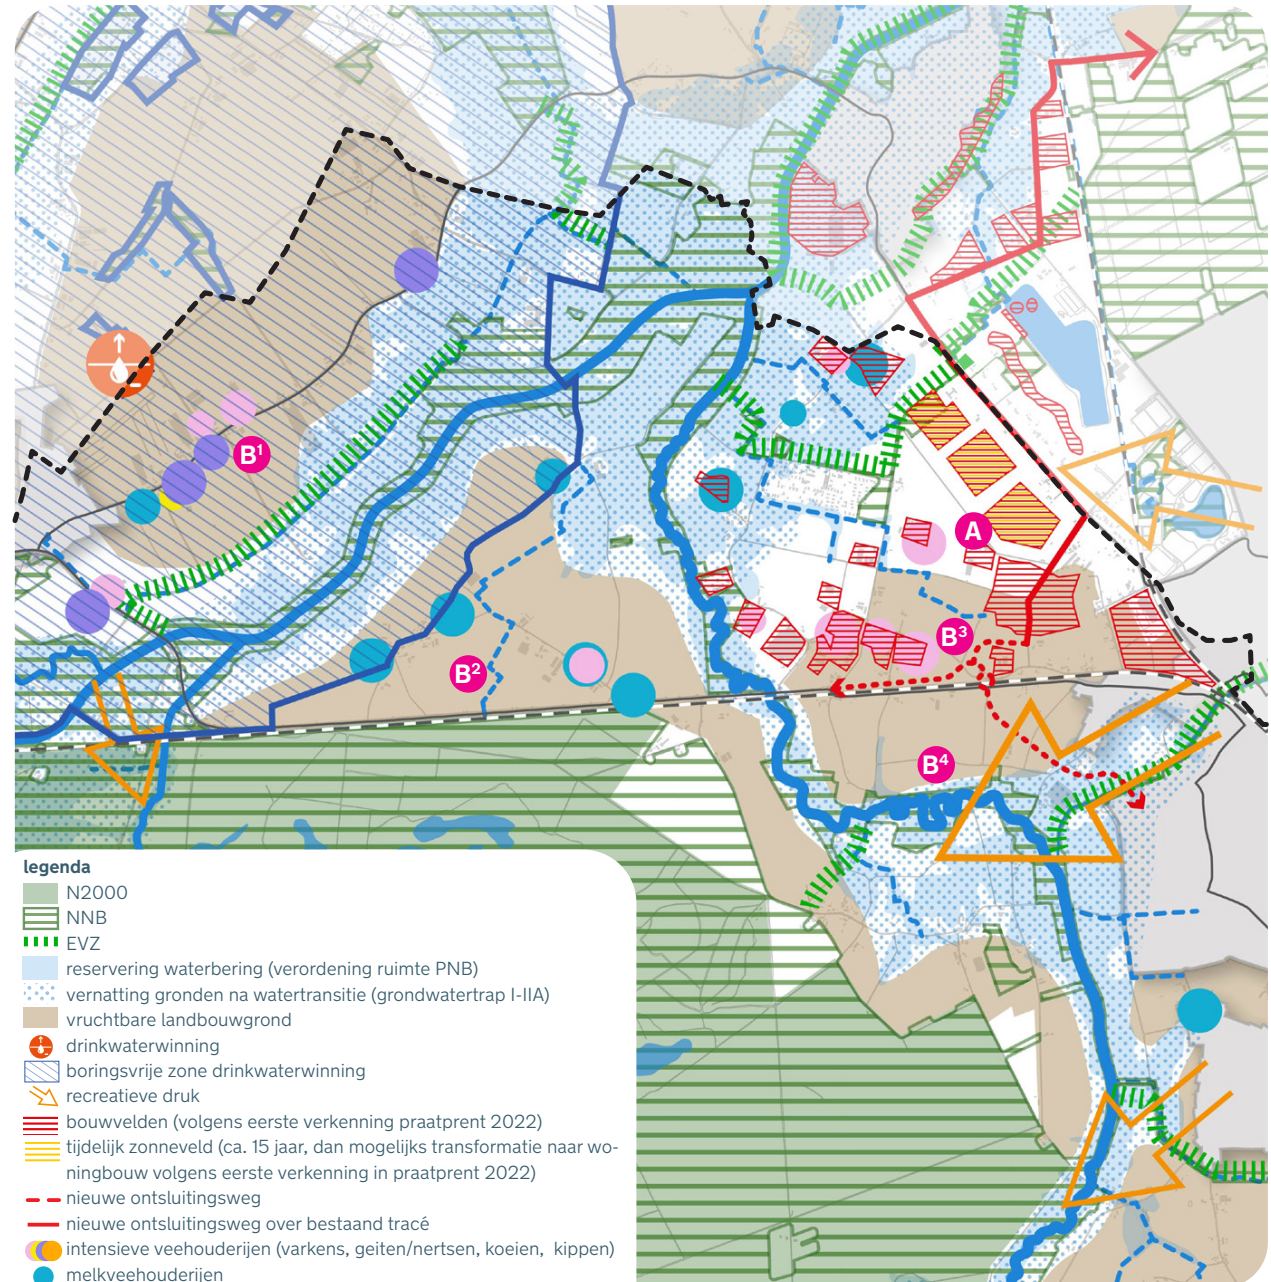 B¹
A
B³
B²
B⁴
legenda
N2000
NNB
EVZ
reservering waterbering (verordening ruimte PNB)
vernatting gronden na watertransitie (grondwatertrap I-IIA)
vruchtbare landbouwgrond
drinkwaterwinning
boringsvrije zone drinkwaterwinning
recreatieve druk
bouwvelden (volgens eerste verkenning praatprent 2022)
tijdelijk zonneveld (ca. 15 jaar, dan mogelijks transformatie naar wo-
ningbouw volgens eerste verkenning in praatprent 2022)
nieuwe ontsluitingsweg
nieuwe ontsluitingsweg over bestaand tracé
intensieve veehouderijen (varkens, geiten/nertsen, koeien, kippen)
melkveehouderijen